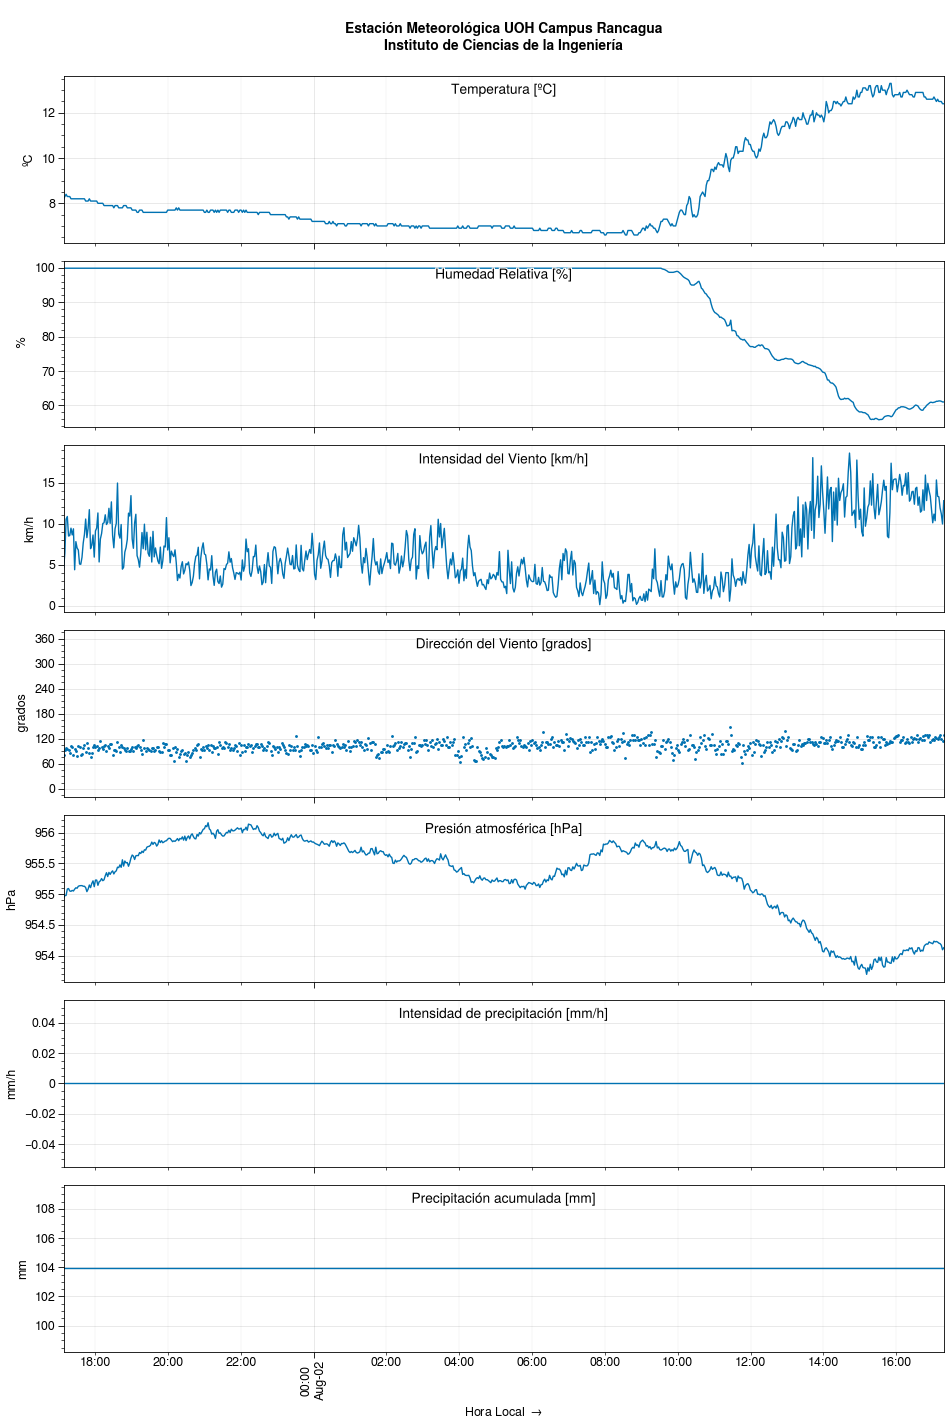 Estación Meteorológica UOH Campus Rancagua
Instituto de Ciencias de la Ingeniería
Temperatura [ºC]
ºC
12
10
8
Humedad Relativa [%]
%
100
90
80
70
60
Intensidad del Viento [km/h]
km/h
15
10
5
0
Dirección del Viento [grados]
grados
360
300
240
180
120
60
0
Presión atmosférica [hPa]
hPa
956
955.5
955
954.5
954
Intensidad de precipitación [mm/h]
mm/h
0.04
0.02
0
−0.02
−0.04
Precipitación acumulada [mm]
mm
108
106
104
102
100
18:00 20:00 22:00 00:00 02:00 04:00 06:00 08:00 10:00 12:00 14:00 16:00
Aug-02
Hora Local →